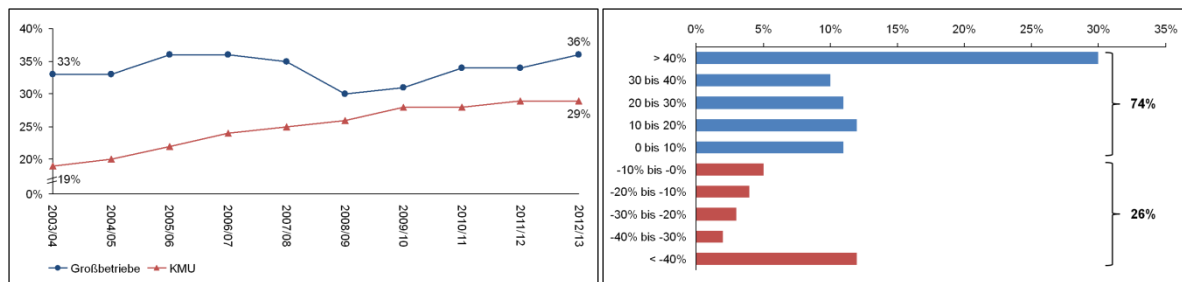 40%
35%
30%
25%
20%
0%
33%
36%
19%
29%
2003/04
2004/05
2005/06
2006/07
2007/08
2008/09
2009/10
2010/11
2011/12
2012/13
Großbetriebe
KMU
0% 5% 10% 15% 20% 25% 30% 35%
> 40%
30 bis 40%
20 bis 30%
10 bis 20%
0 bis 10%
-10% bis -0%
-20% bis -10%
-30% bis -20%
-40% bis -30%
< -40%
74%
26%